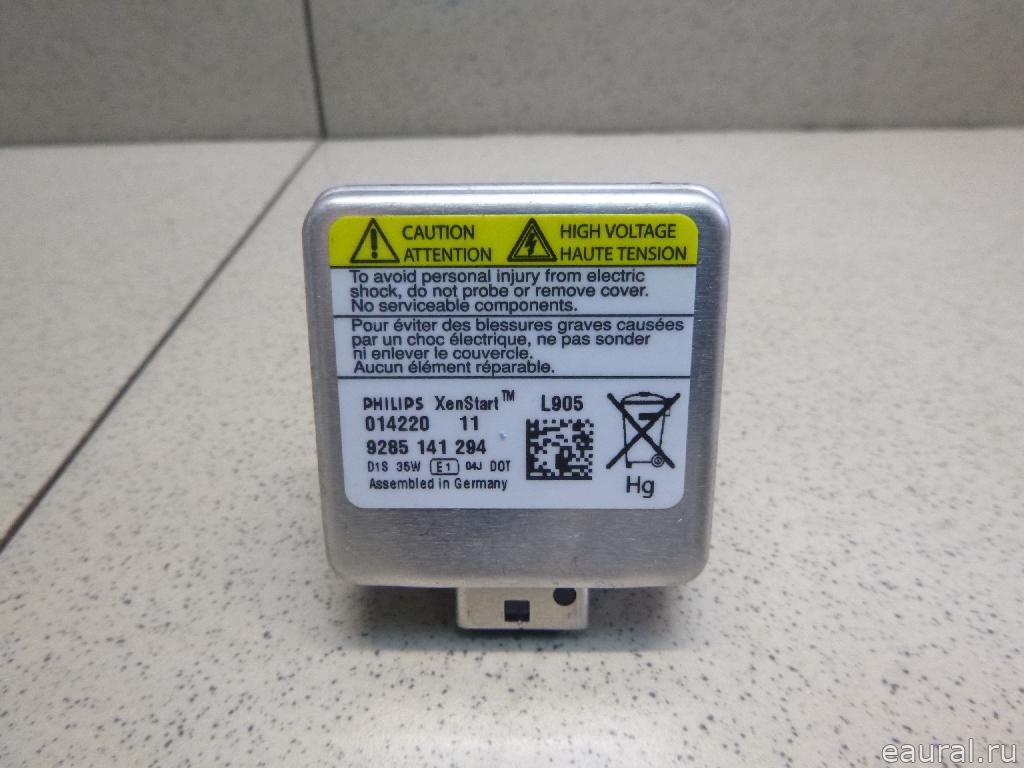 CAUTION
ATTENTION
HIGH VOLTAGE
HAUTE TENSION
To avoid personal injury from electric
shock, do not probe or remove cover.
No serviceable components.
Pour éviter des blessures graves causées
par un choc électrique, ne pas sonder
ni enlever le couvercle.
Aucun élément réparable.
PHILIPS XenStart™ L905
014220 11
9285 141 294
D1S 35W E1 04J DOT
Assembled in Germany
Hg
eaural.ru